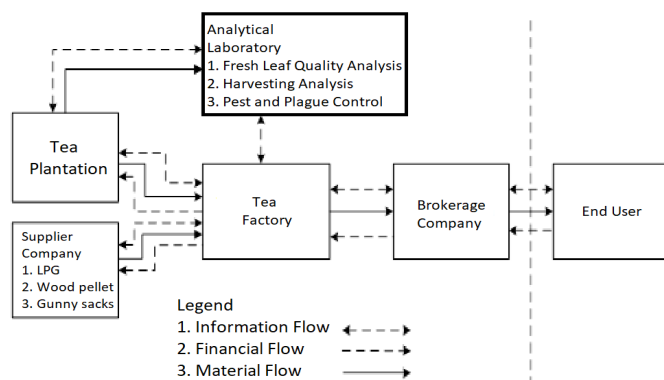 Analytical
Laboratory
1. Fresh Leaf Quality Analysis
2. Harvesting Analysis
3. Pest and Plague Control
Tea
Plantation
Tea
Factory
Brokerage
Company
End User
Supplier
Company
1. LPG
2. Wood pellet
3. Gunny sacks
Legend
1. Information Flow
2. Financial Flow
3. Material Flow